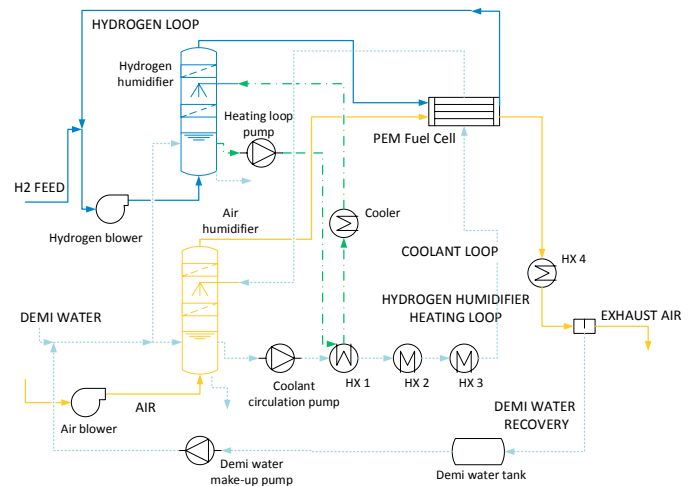 HYDROGEN LOOP
Hydrogen
humidifier
Heating loop
pump
PEM Fuel Cell
H2 FEED
Hydrogen blower
Air
humidifier
Cooler
COOLANT LOOP
HX 4
HYDROGEN HUMIDIFIER
HEATING LOOP
DEMI WATER
EXHAUST AIR
HX 1
HX 2
HX 3
Coolant
circulation pump
AIR
Air blower
DEMI WATER
RECOVERY
Demi water
make-up pump
Demi water tank